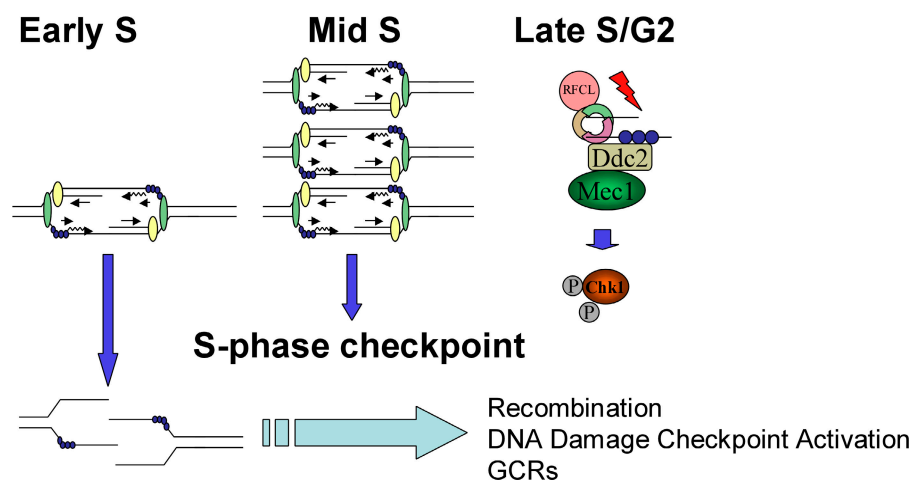 Early S
Mid S
Late S/G2
RFCL
Ddc2
Mec1
P
Chk1
P
S-phase checkpoint
Recombination
DNA Damage Checkpoint Activation
GCRs